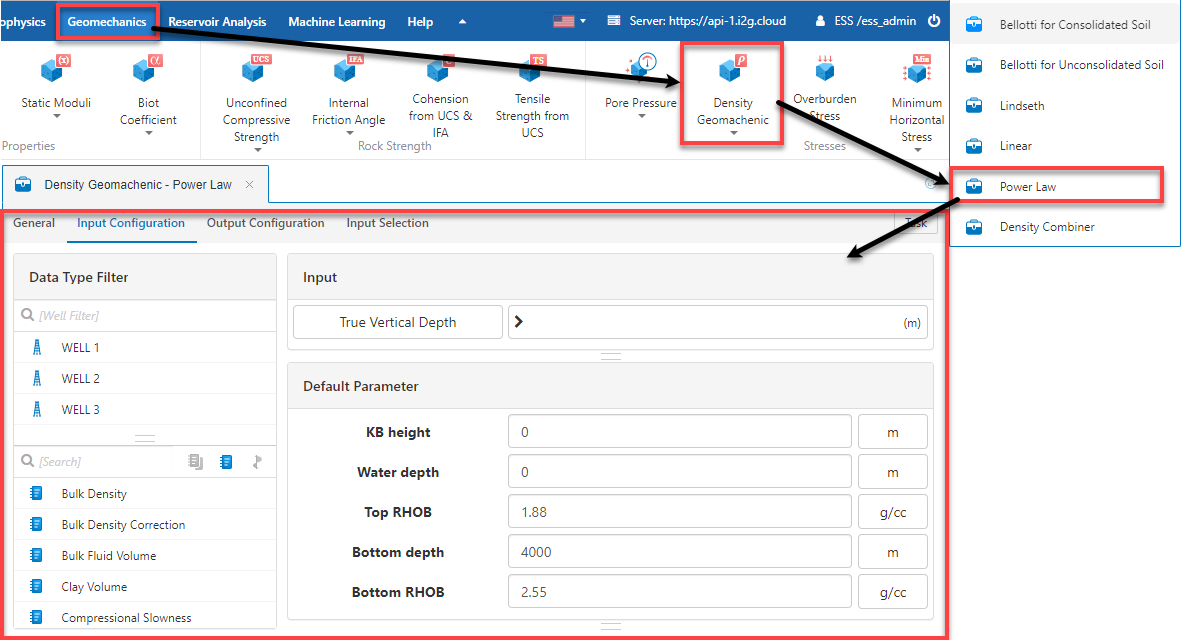 ophysics Geomechanics Reservoir Analysis Machine Learning Help Server: https://api-1.i2g.cloud ESS /ess_admin
(x) α UCS IFA TS ρ Min
Static Moduli
Biot
Coefficient
Unconfined
Compressive
Strength
Internal
Friction Angle
Cohension
from UCS &
IFA
Tensile
Strength from
UCS
Pore Pressure
Density
Geomachenic
Overburden
Stress
Minimum
Horizontal
Stress
Properties
Rock Strength
Stresses
Bellotti for Consolidated Soil
Bellotti for Unconsolidated Soil
Lindseth
Linear
Power Law
Density Combiner
Density Geomachenic - Power Law ×
General Input Configuration Output Configuration Input Selection Task
Data Type Filter
[Well Filter]
WELL 1
WELL 2
WELL 3
[Search]
Bulk Density
Bulk Density Correction
Bulk Fluid Volume
Clay Volume
Compressional Slowness
Input
True Vertical Depth (m)
Default Parameter
KB height 0 m
Water depth 0 m
Top RHOB 1.88 g/cc
Bottom depth 4000 m
Bottom RHOB 2.55 g/cc